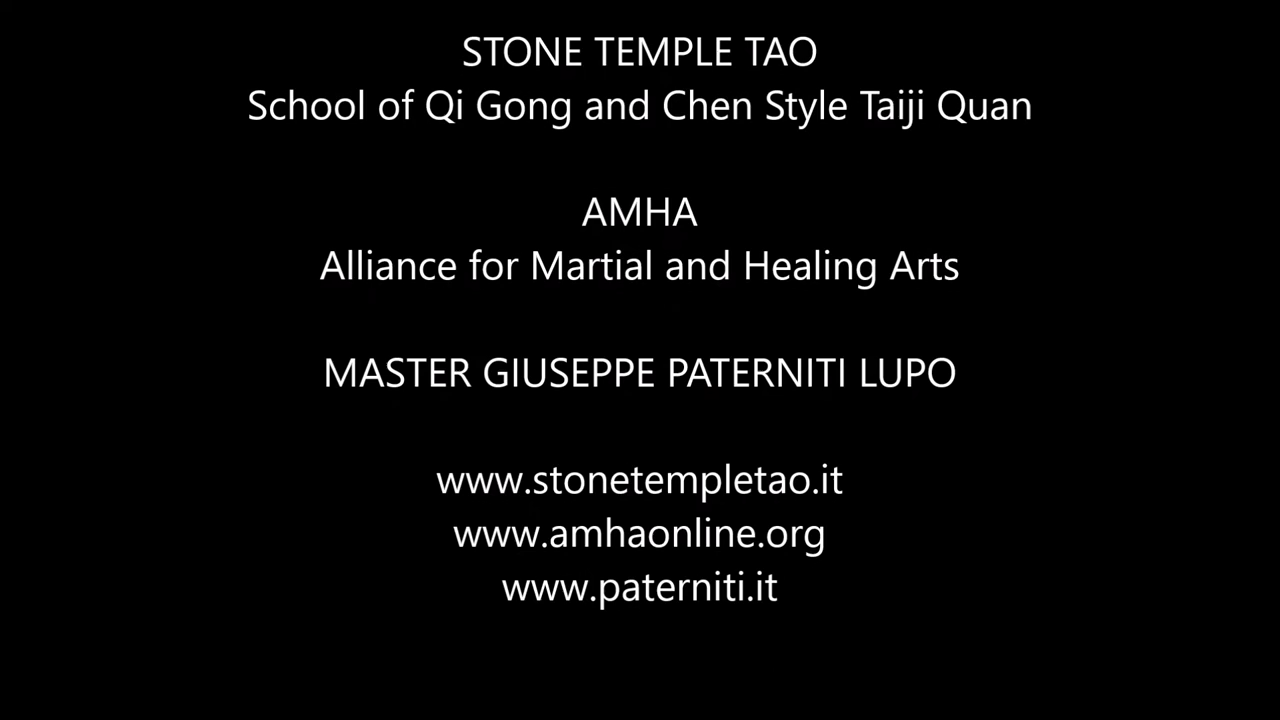 STONE TEMPLE TAO
School of Qi Gong and Chen Style Taiji Quan
AMHA
Alliance for Martial and Healing Arts
MASTER GIUSEPPE PATERNITI LUPO
www.stonetempletao.it
www.amhaonline.org
www.paterniti.it